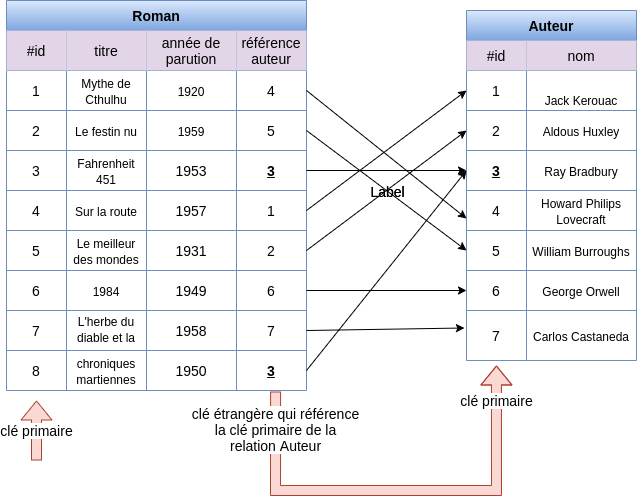 Roman
#id titre année de parution référence auteur
1 Mythe de Cthulhu 1920 4
2 Le festin nu 1959 5
3 Fahrenheit 451 1953 3
4 Sur la route 1957 1
5 Le meilleur des mondes 1931 2
6 1984 1949 6
7 L'herbe du diable et la 1958 7
8 chroniques martiennes 1950 3
Label
Auteur
#id nom
1 Jack Kerouac
2 Aldous Huxley
3 Ray Bradbury
4 Howard Philips Lovecraft
5 William Burroughs
6 George Orwell
7 Carlos Castaneda
clé primaire
clé étrangère qui référence
la clé primaire de la
relation Auteur
clé primaire